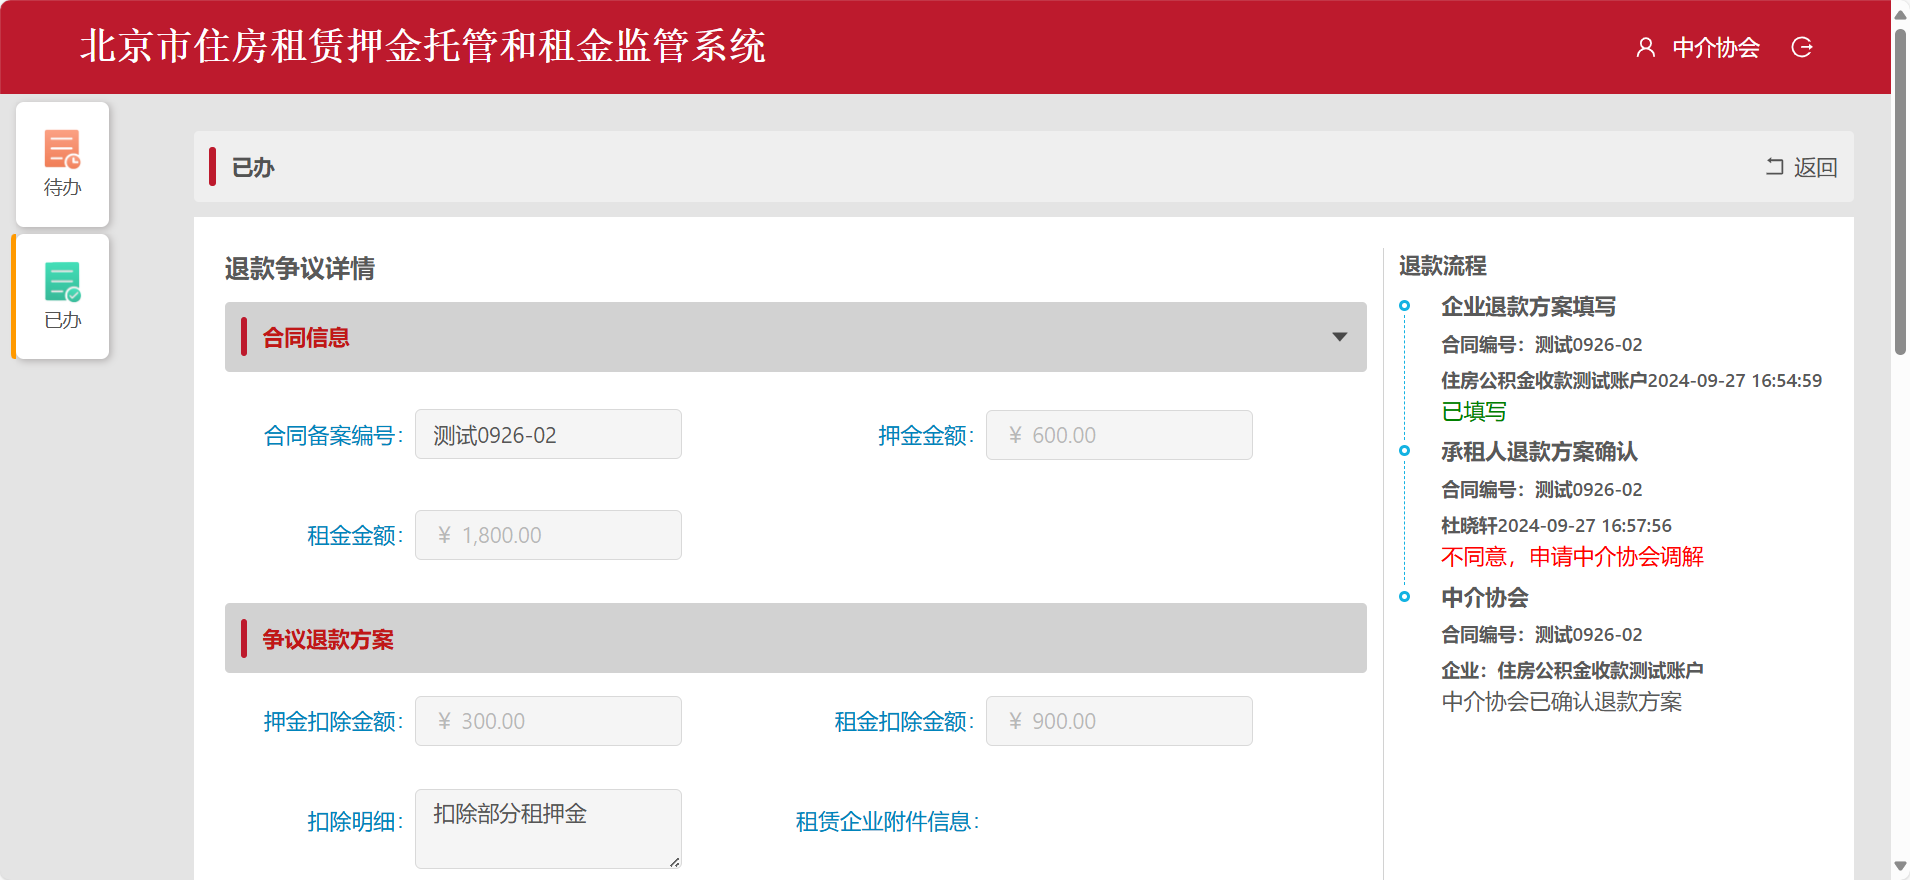 北京市住房租赁押金托管和租金监管系统
中介协会
待办
已办
已办
返回
退款争议详情
合同信息
合同备案编号:
测试0926-02
押金金额:
¥ 600.00
租金金额:
¥ 1,800.00
争议退款方案
押金扣除金额:
¥ 300.00
租金扣除金额:
¥ 900.00
扣除明细:
扣除部分租押金
租赁企业附件信息:
退款流程
企业退款方案填写
合同编号：测试0926-02
住房公积金收款测试账户2024-09-27 16:54:59
已填写
承租人退款方案确认
合同编号：测试0926-02
杜晓轩2024-09-27 16:57:56
不同意，申请中介协会调解
中介协会
合同编号：测试0926-02
企业：住房公积金收款测试账户
中介协会已确认退款方案